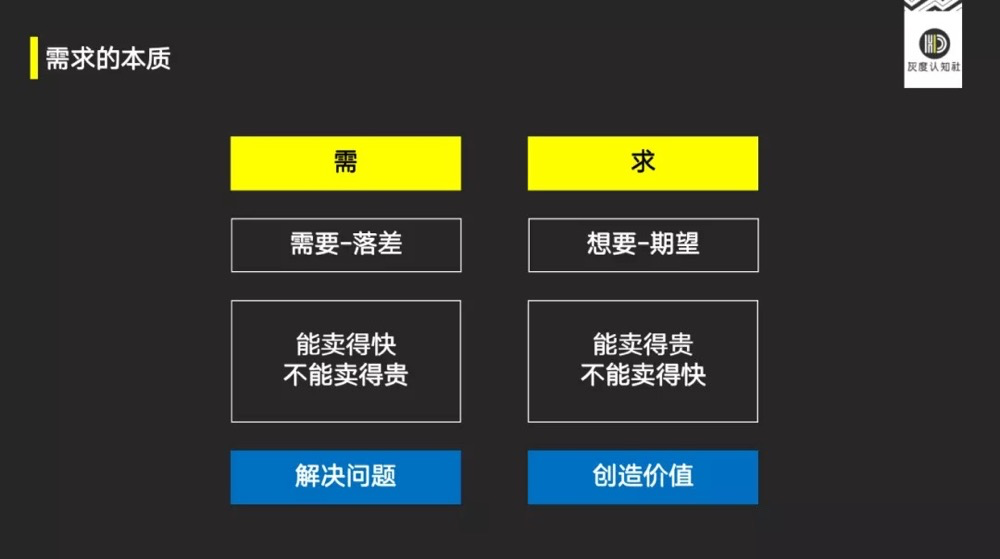 需求的本质
灰度认知社
需
求
需要-落差
想要-期望
能卖得快
不能卖得贵
能卖得贵
不能卖得快
解决问题
创造价值